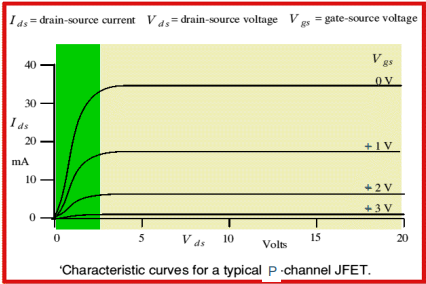 I ds = drain-source current V ds = drain-source voltage V gs = gate-source voltage
V gs
40
0 V
30
I ds
20
+ 1 V
mA
10
+ 2 V
+ 3 V
0
0 5 10 15 20
V ds Volts
‘Characteristic curves for a typical P -channel JFET.